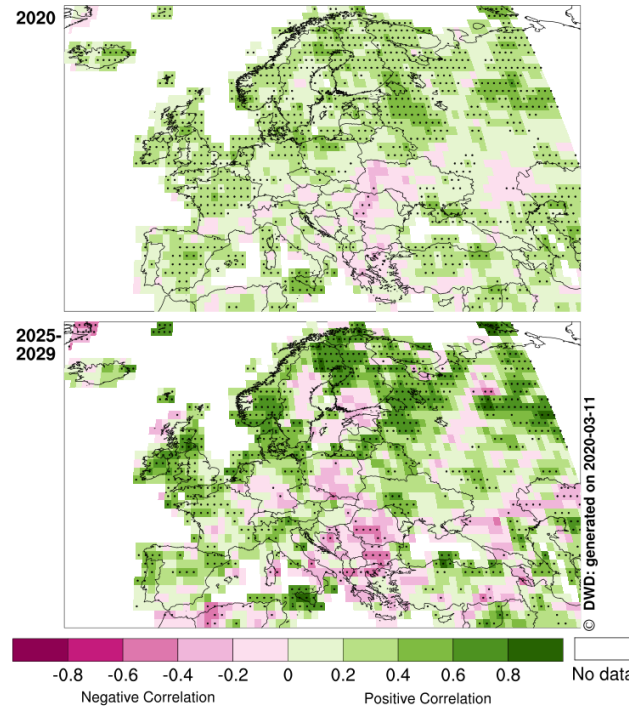 2020
2025-
2029
© DWD: generated on 2020-03-11
-0.8 -0.6 -0.4 -0.2 0 0.2 0.4 0.6 0.8
No data
Negative Correlation Positive Correlation